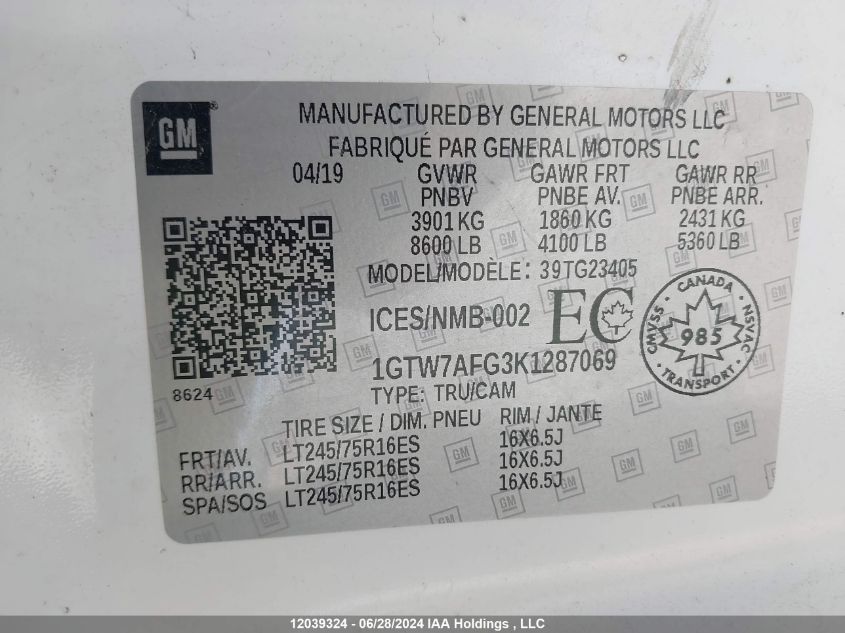 GM®
MANUFACTURED BY GENERAL MOTORS LLC
FABRIQUÉ PAR GENERAL MOTORS LLC
04/19 GVWR GAWR FRT GAWR RR
PNBV PNBE AV. PNBE ARR.
3901 KG 1860 KG 2431 KG
8600 LB 4100 LB 5360 LB
MODEL/MODÈLE: 39TG23405
ICES/NMB-002 EC
CANADA
CMVSS 985 NSVAC
TRANSPORT
1GTW7AFG3K1287069
8624 TYPE: TRU/CAM
TIRE SIZE / DIM. PNEU RIM / JANTE
FRT/AV. LT245/75R16ES 16X6.5J
RR/ARR. LT245/75R16ES 16X6.5J
SPA/SOS LT245/75R16ES 16X6.5J
12039324 - 06/28/2024 IAA Holdings , LLC